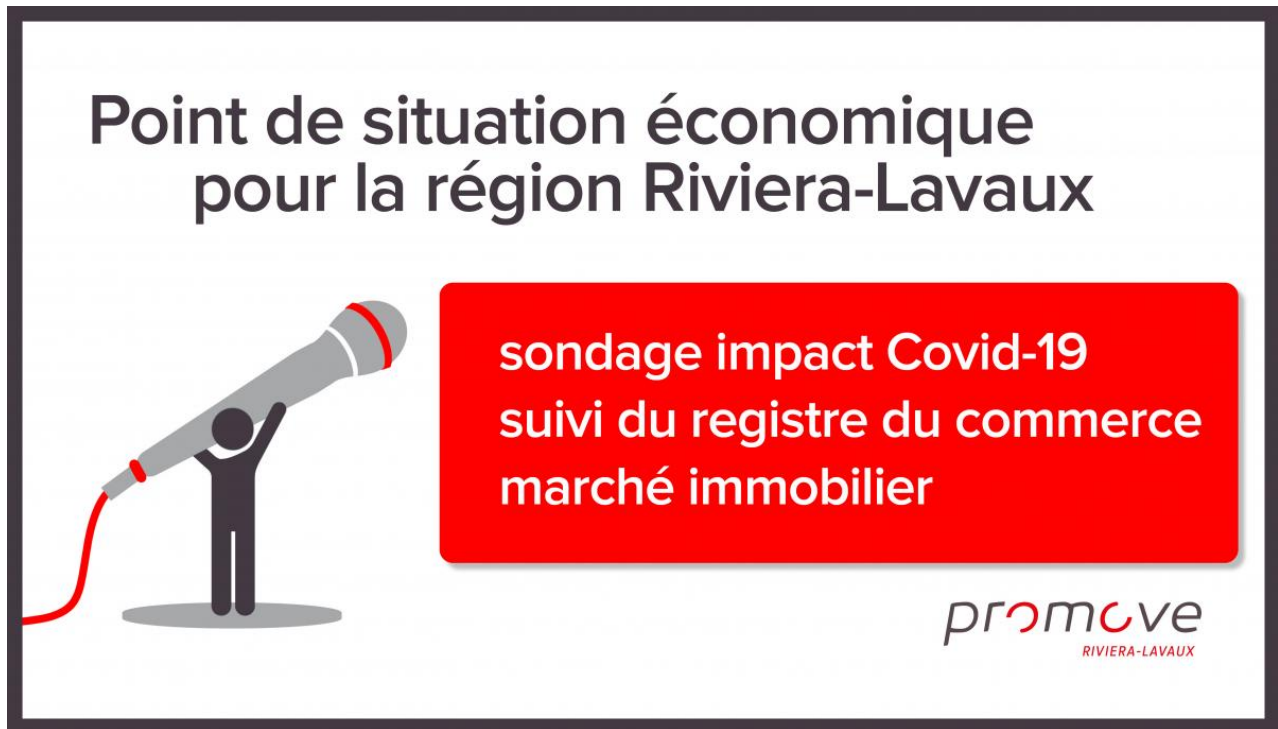 Point de situation économique
pour la région Riviera-Lavaux
sondage impact Covid-19
suivi du registre du commerce
marché immobilier
promove
RIVIERA-LAVAUX